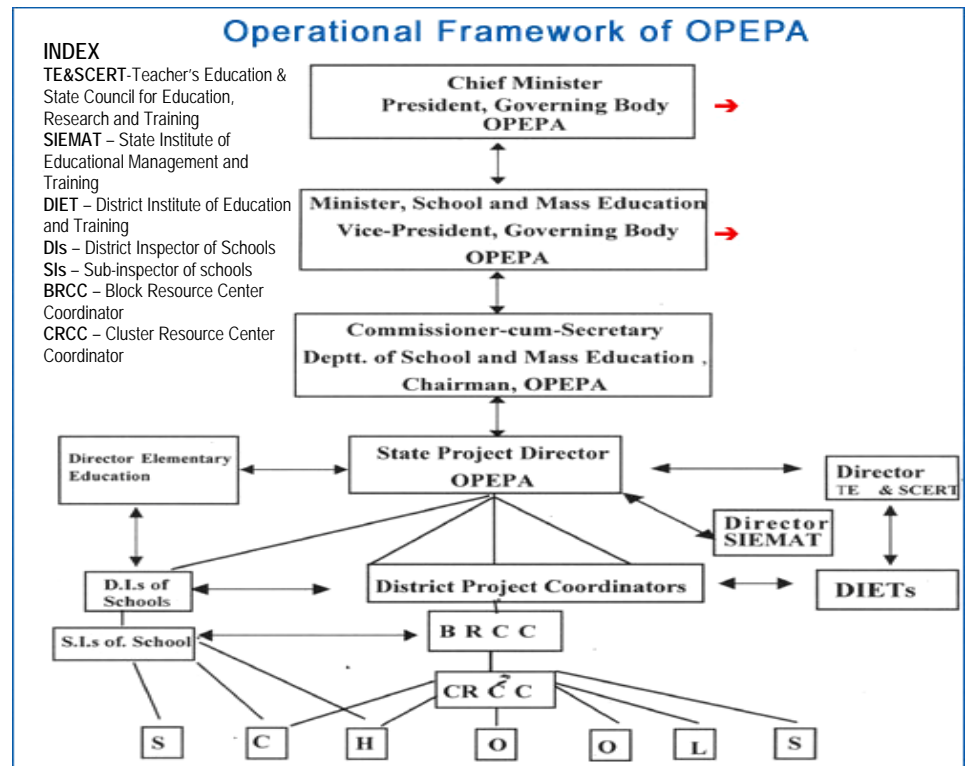 Operational Framework of OPEPA
INDEX
TE&SCERT-Teacher's Education &
State Council for Education,
Research and Training
SIEMAT – State Institute of
Educational Management and
Training
DIET – District Institute of Education
and Training
DIs – District Inspector of Schools
SIs – Sub-inspector of schools
BRCC – Block Resource Center
Coordinator
CRCC – Cluster Resource Center
Coordinator
Chief Minister
President, Governing Body
OPEPA
Minister, School and Mass Education
Vice-President, Governing Body
OPEPA
Commissioner-cum-Secretary
Deptt. of School and Mass Education ,
Chairman, OPEPA
Director Elementary
Education
State Project Director
OPEPA
Director
TE & SCERT
Director
SIEMAT
D.I.s of
Schools
District Project Coordinators
DIETs
S.I.s of. School
B R C C
CR C C
S C H O O L S